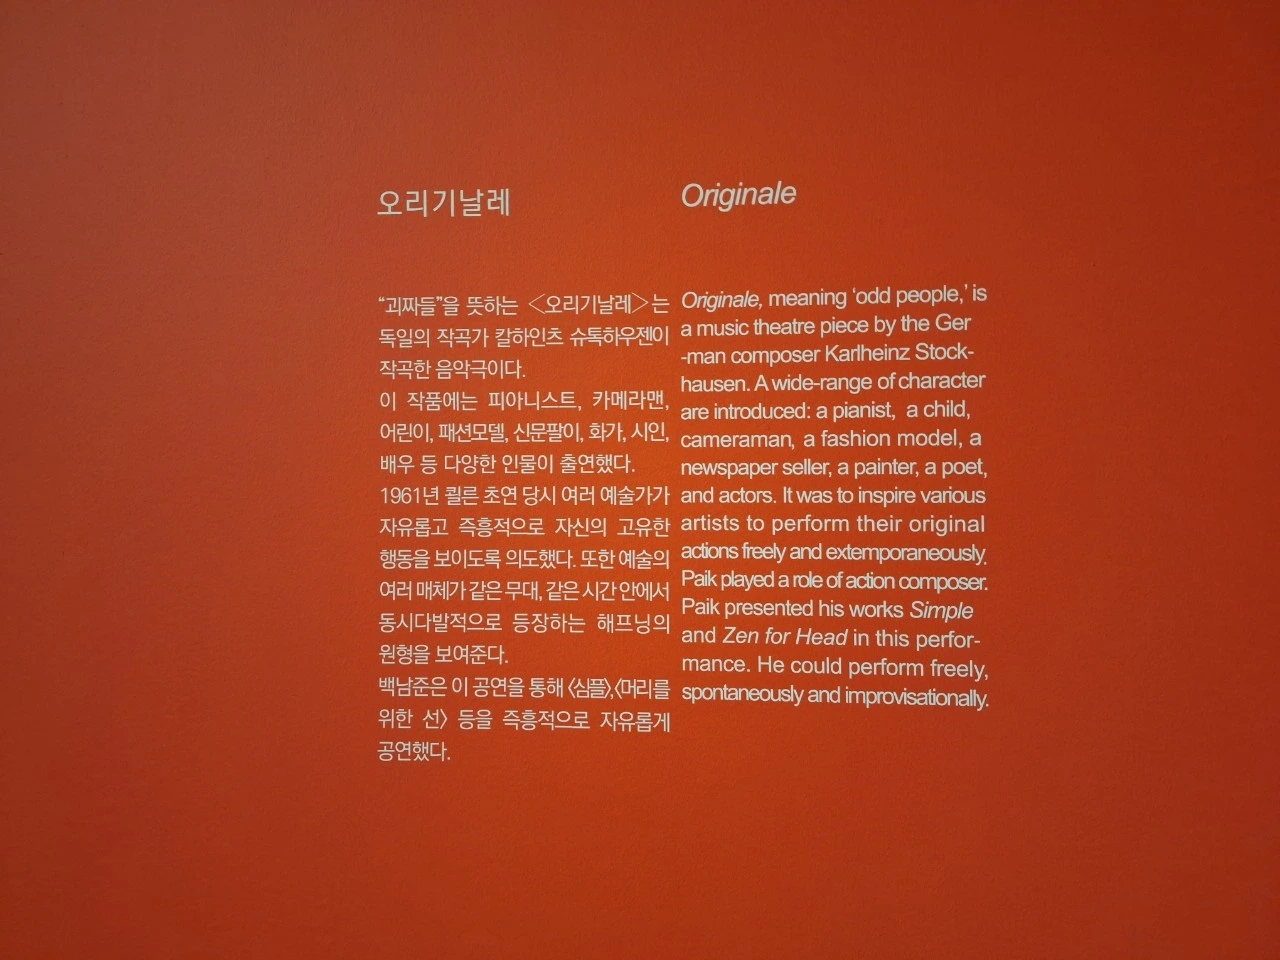 오리기날레
“괴짜들”을 뜻하는 〈오리기날레〉는
독일의 작곡가 칼하인츠 슈톡하우젠이
작곡한 음악극이다.
이 작품에는 피아니스트, 카메라맨,
어린이, 패션모델, 신문팔이, 화가, 시인,
배우 등 다양한 인물이 출연했다.
1961년 쾰른 초연 당시 여러 예술가가
자유롭고 즉흥적으로 자신의 고유한
행동을 보이도록 의도했다. 또한 예술의
여러 매체가 같은 무대, 같은 시간 안에서
동시다발적으로 등장하는 해프닝의
원형을 보여준다.
백남준은 이 공연을 통해 〈심플〉,〈머리를
위한 선〉 등을 즉흥적으로 자유롭게
공연했다.
Originale
Originale, meaning ‘odd people,’ is
a music theatre piece by the Ger
-man composer Karlheinz Stock-
hausen. A wide-range of character
are introduced: a pianist,  a child,
cameraman, a fashion model, a
newspaper seller, a painter, a poet,
and actors. It was to inspire various
artists to perform their original
actions freely and extemporaneously.
Paik played a role of action composer.
Paik presented his works Simple
and Zen for Head in this perfor-
mance. He could perform freely,
spontaneously and improvisationally.